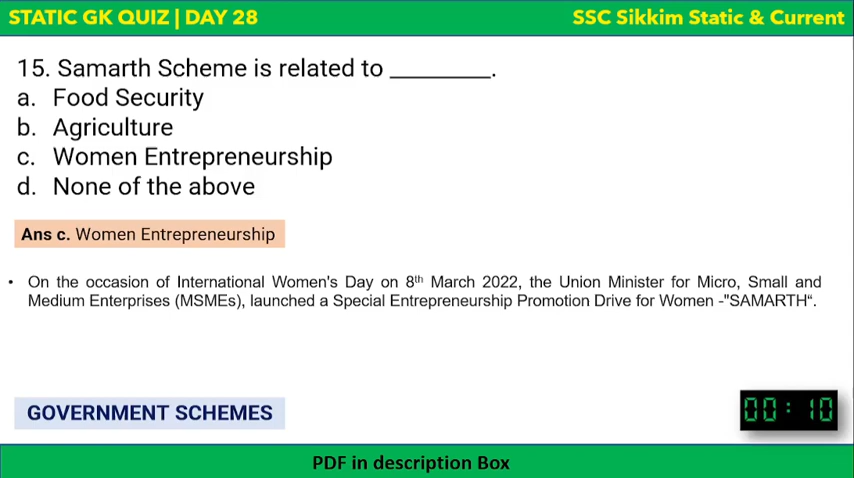 STATIC GK QUIZ | DAY 28
SSC Sikkim Static & Current
15. Samarth Scheme is related to _________.
a. Food Security
b. Agriculture
c. Women Entrepreneurship
d. None of the above
Ans c. Women Entrepreneurship
• On the occasion of International Women's Day on 8th March 2022, the Union Minister for Micro, Small and
Medium Enterprises (MSMEs), launched a Special Entrepreneurship Promotion Drive for Women -"SAMARTH“.
GOVERNMENT SCHEMES
00:10
PDF in description Box